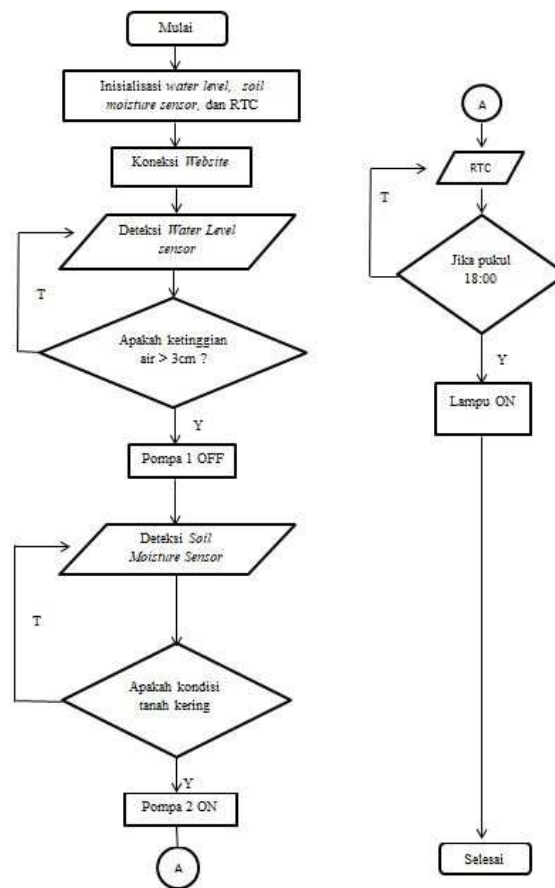 Mulai
Inisialisasi water level, soil
moisture sensor, dan RTC
Koneksi Website
Deteksi Water Level
sensor
T
Apakah ketinggian
air > 3cm ?
Y
Pompa 1 OFF
Deteksi Soil
Moisture Sensor
T
Apakah kondisi
tanah kering
Y
Pompa 2 ON
A
A
RTC
T
Jika pukul
18:00
Y
Lampu ON
Selesai